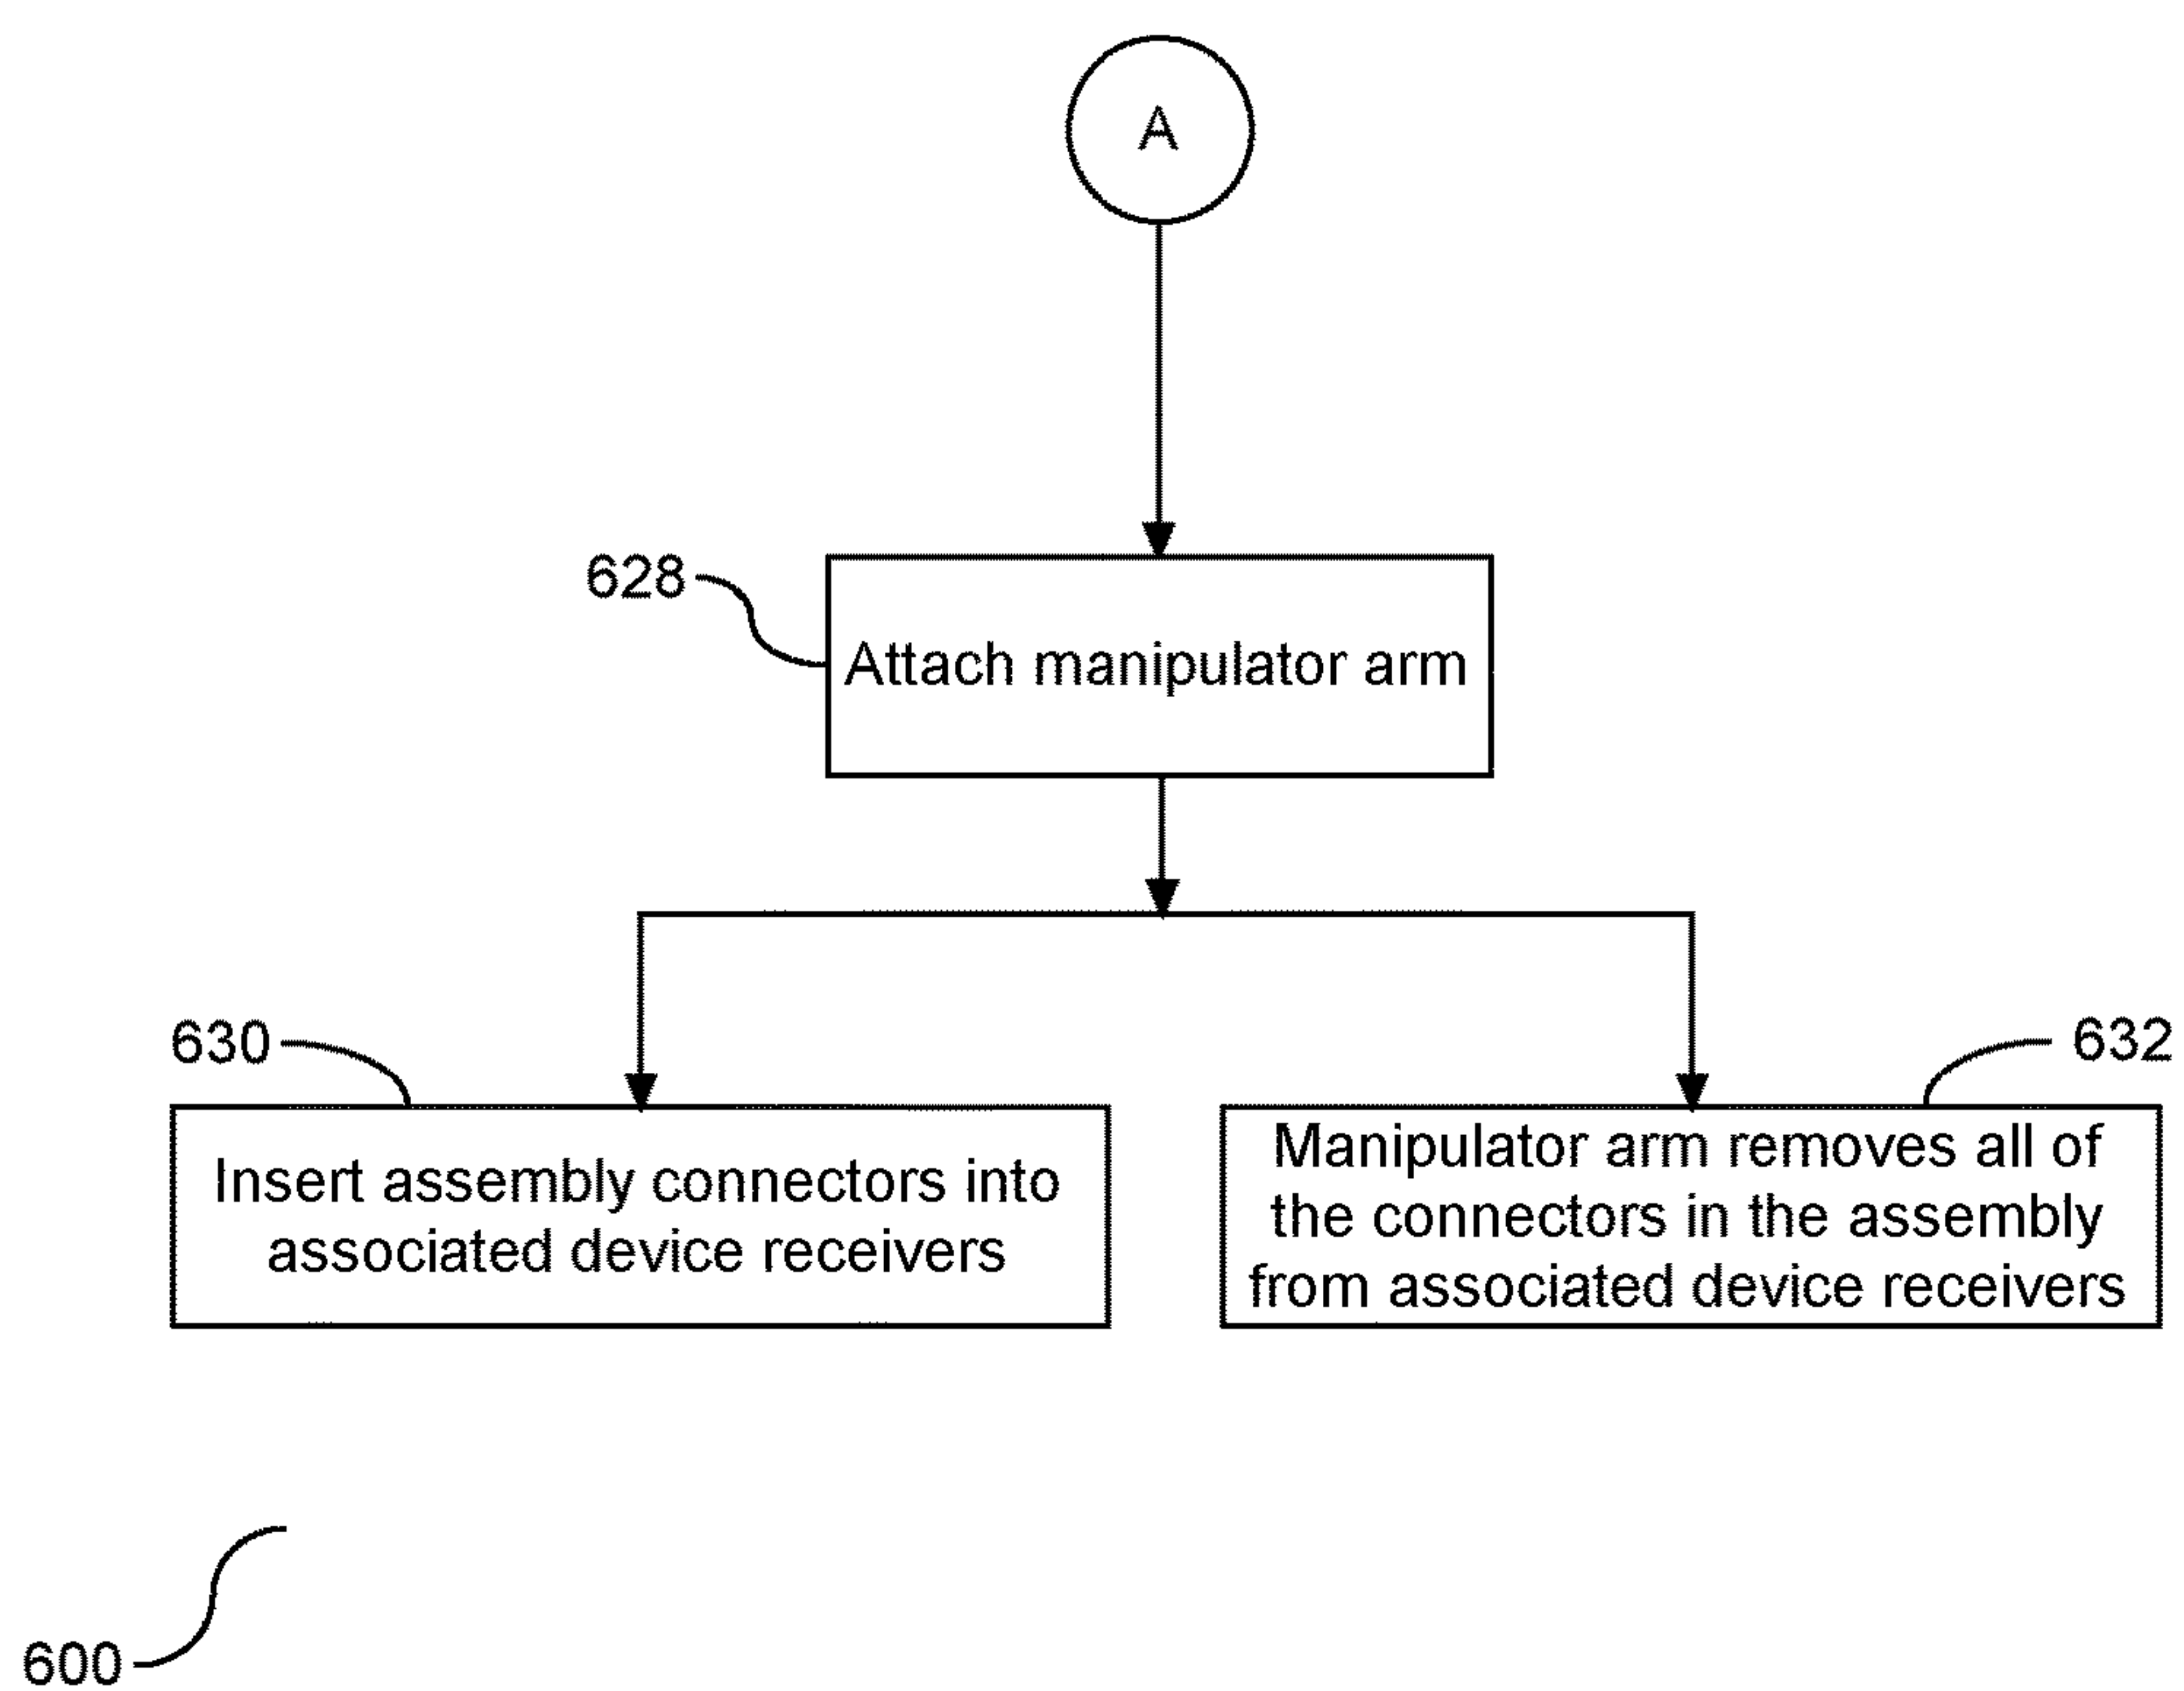 A
628
Attach manipulator arm
630
632
Insert assembly connectors into
associated device receivers
Manipulator arm removes all of
the connectors in the assembly
from associated device receivers
600